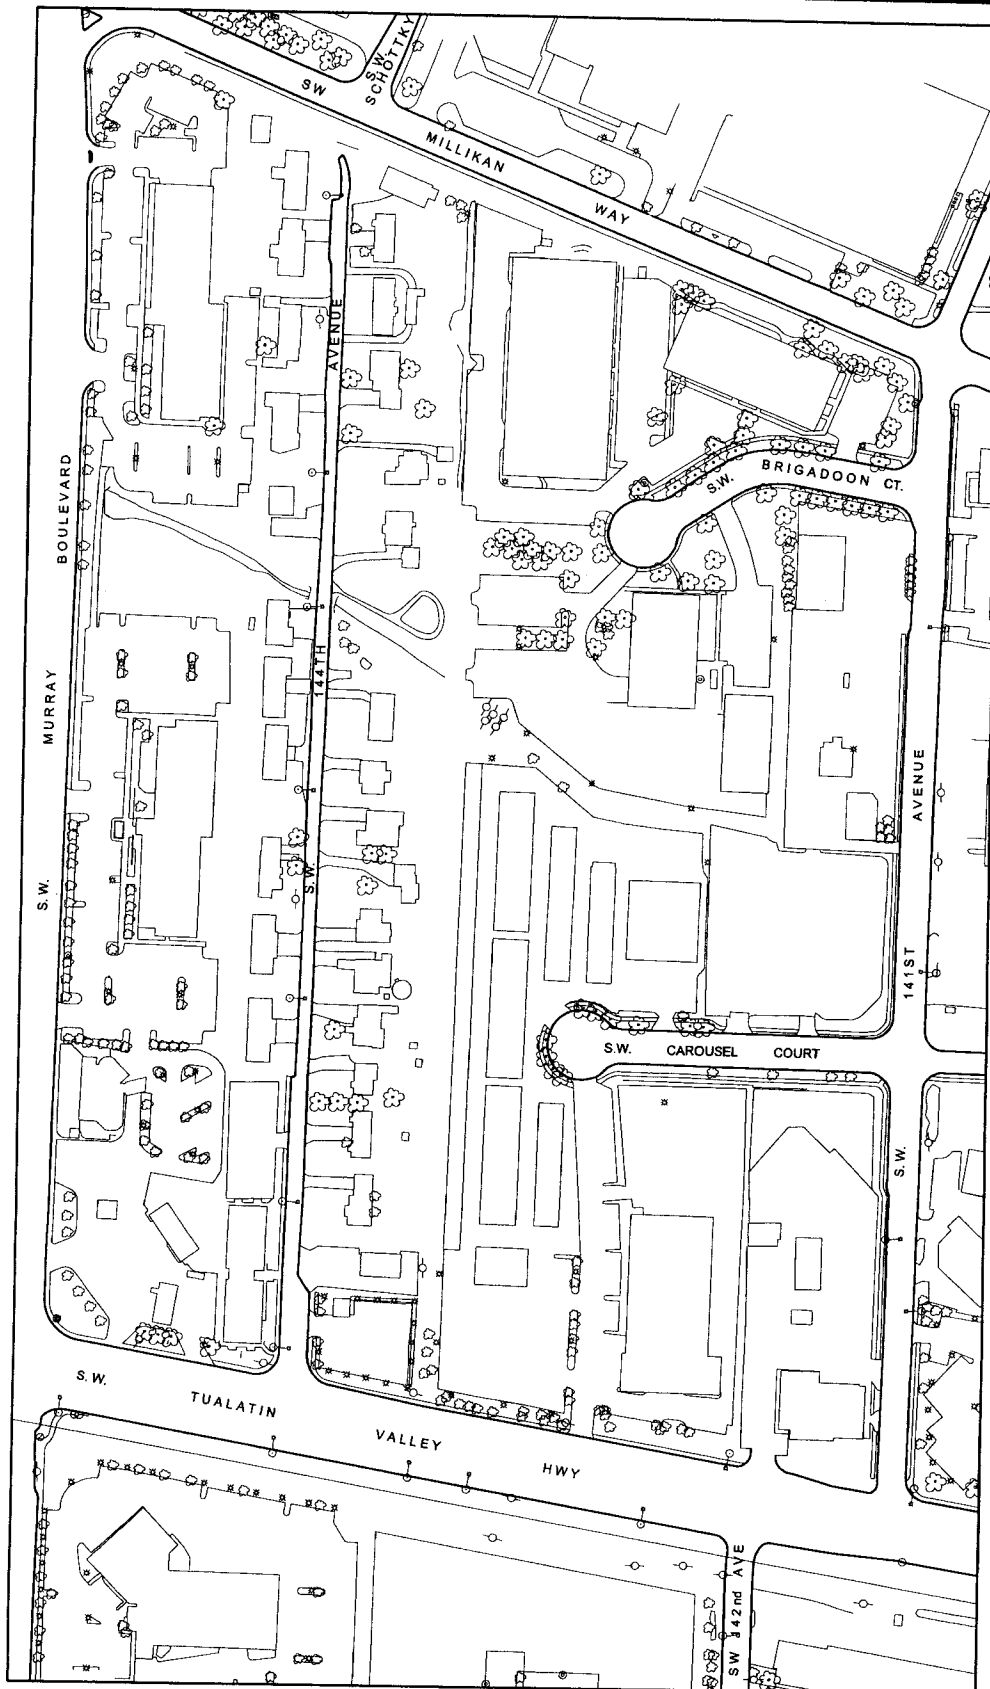 SW
S.W.
SCHOTTKY
SW MILLIKAN WAY
AVENUE
144TH
S.W.
BOULEVARD
MURRAY
S.W.
S.W. BRIGADOON CT.
AVENUE
141ST
S.W.
S.W. CAROUSEL COURT
S.W. TUALATIN VALLEY HWY
SW 142nd AVE